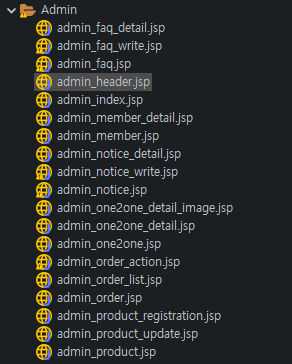 Admin
admin_faq_detail.jsp
admin_faq_write.jsp
admin_faq.jsp
admin_header.jsp
admin_index.jsp
admin_member_detail.jsp
admin_member.jsp
admin_notice_detail.jsp
admin_notice_write.jsp
admin_notice.jsp
admin_one2one_detail_image.jsp
admin_one2one_detail.jsp
admin_one2one.jsp
admin_order_action.jsp
admin_order_list.jsp
admin_order.jsp
admin_product_registration.jsp
admin_product_update.jsp
admin_product.jsp